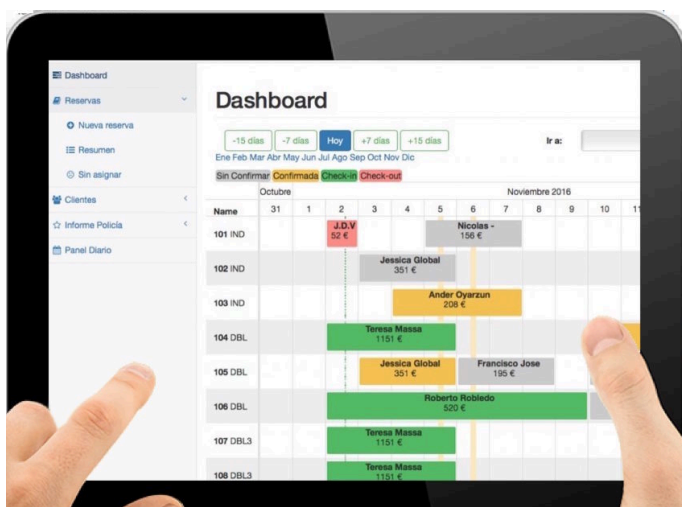 Dashboard
Reservas
Nueva reserva
Resumen
Sin asignar
Clientes
Informe Policía
Panel Diario
Dashboard
-15 días -7 días Hoy +7 días +15 días Ir a:
Ene Feb Mar Abr May Jun Jul Ago Sep Oct Nov Dic
Sin Confirmar Confirmada Check-in Check-out
Octubre Noviembre 2016
Name 31 1 2 3 4 5 6 7 8 9 10 11
101 IND J.D.V Nicolas -
52 € 156 €
102 IND Jessica Global
351 €
103 IND Ander Oyarzun
208 €
104 DBL Teresa Massa
1151 €
105 DBL Jessica Global Francisco Jose
351 € 195 €
106 DBL Roberto Robledo
520 €
107 DBL3 Teresa Massa
1151 €
108 DBL3 Teresa Massa
1151 €